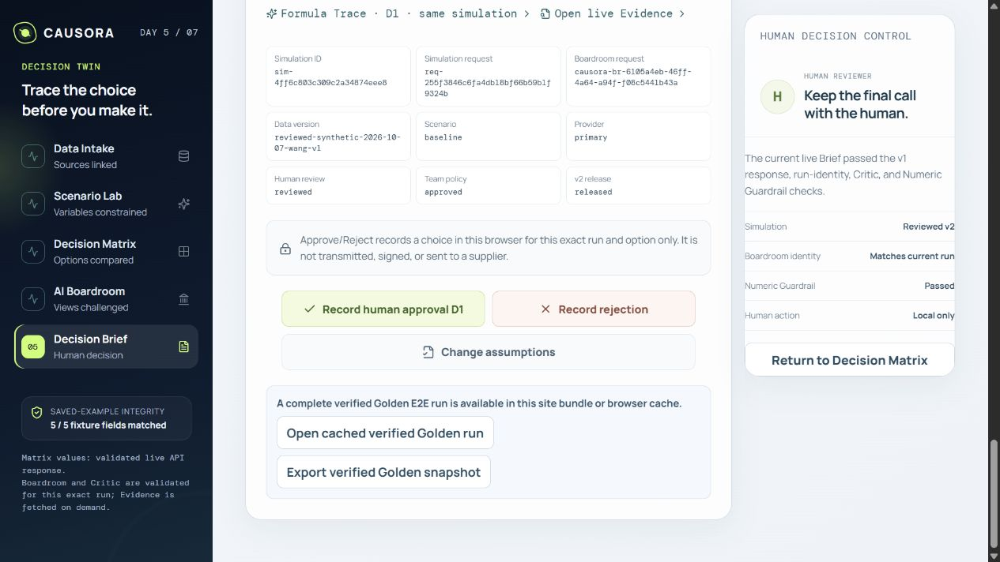 CAUSORA
DAY 5 / 07
DECISION TWIN
Trace the choice
before you make it.
Data Intake
Sources linked
Scenario Lab
Variables constrained
Decision Matrix
Options compared
AI Boardroom
Views challenged
05
Decision Brief
Human decision
SAVED-EXAMPLE INTEGRITY
5 / 5 fixture fields matched
Matrix values: validated live API
response.
Boardroom and Critic are validated
for this exact run; Evidence is
fetched on demand.
Formula Trace · D1 · same simulation
Open live Evidence
Simulation ID
sim-
4ff6c803c309c2a34874eee8
Simulation request
req-
255f3846c6fa4dbl8bf66b59blf
9324b
Boardroom request
causora-br-6105a4eb-46ff-
4a64-a94f-f08c5441b43a
Data version
reviewed-synthetic-2026-10-
07-wang-v1
Scenario
baseline
Provider
primary
Human review
reviewed
Team policy
approved
v2 release
released
Approve/Reject records a choice in this browser for this exact run and option only. It is
not transmitted, signed, or sent to a supplier.
Record human approval D1
Record rejection
Change assumptions
A complete verified Golden E2E run is available in this site bundle or browser cache.
Open cached verified Golden run
Export verified Golden snapshot
HUMAN DECISION CONTROL
H
HUMAN REVIEWER
Keep the final call
with the human.
The current live Brief passed the v1
response, run-identity, Critic, and Numeric
Guardrail checks.
Simulation
Reviewed v2
Boardroom identity
Matches current run
Numeric Guardrail
Passed
Human action
Local only
Return to Decision Matrix